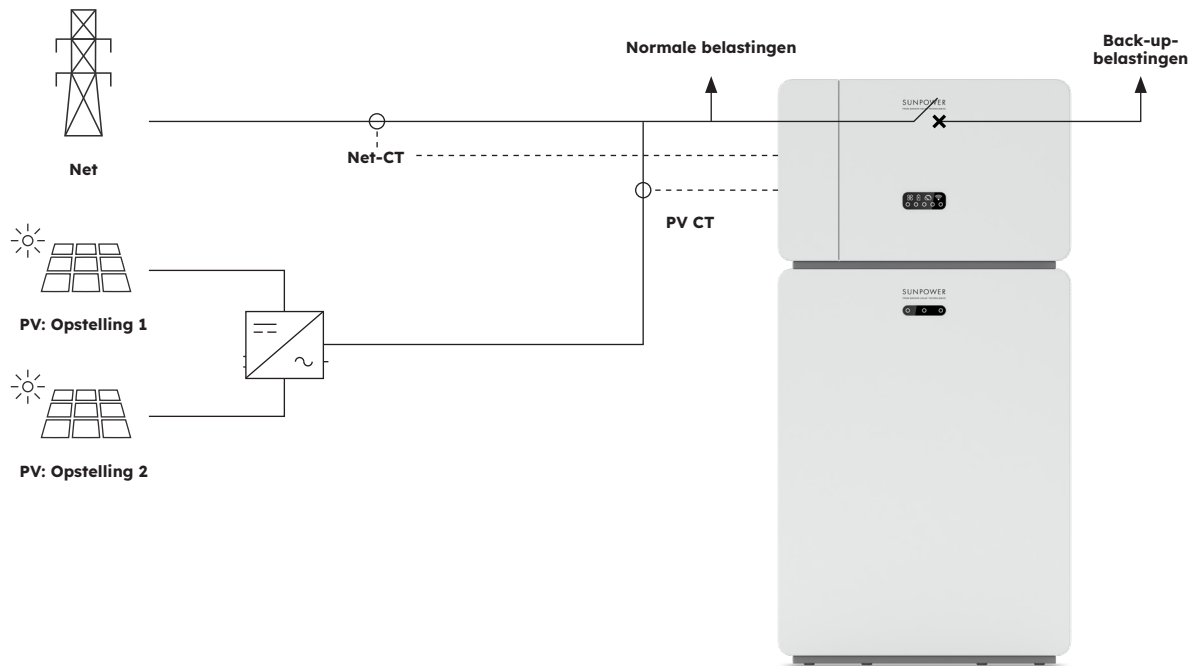 Normale belastingen
Back-up-
belastingen
SUNPOWER
Net
Net-CT
PV CT
PV: Opstelling 1
SUNPOWER
PV: Opstelling 2